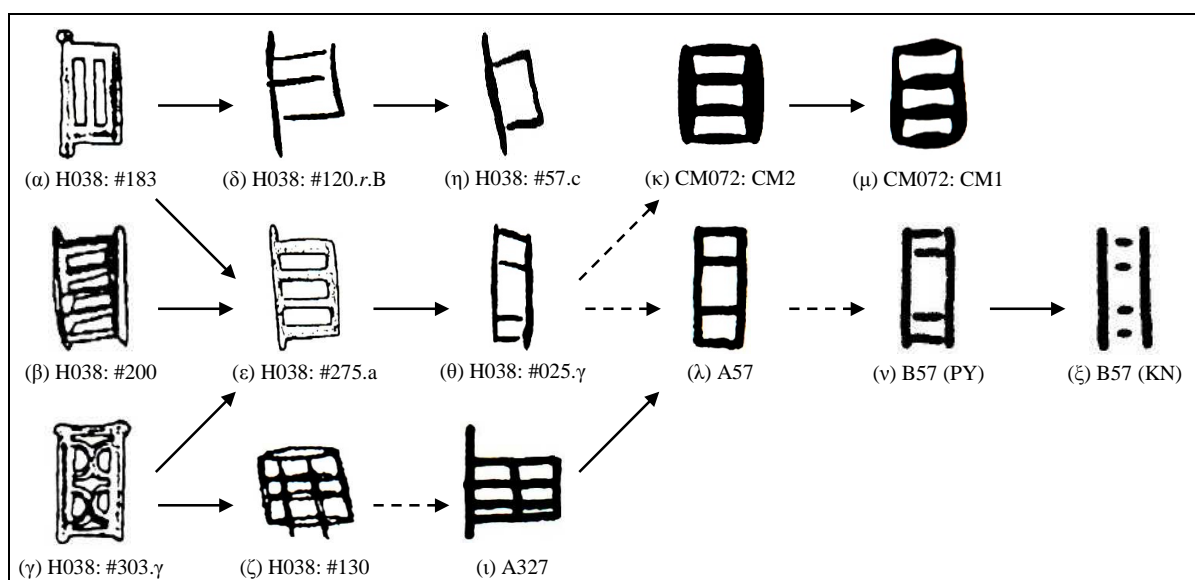 (α) H038: #183 (δ) H038: #120.r.B (η) H038: #57.c (κ) CM072: CM2 (μ) CM072: CM1
(β) H038: #200 (ε) H038: #275.a (θ) H038: #025.γ (λ) A57 (ν) B57 (PY) (ξ) B57 (KN)
(γ) H038: #303.γ (ζ) H038: #130 (ι) A327